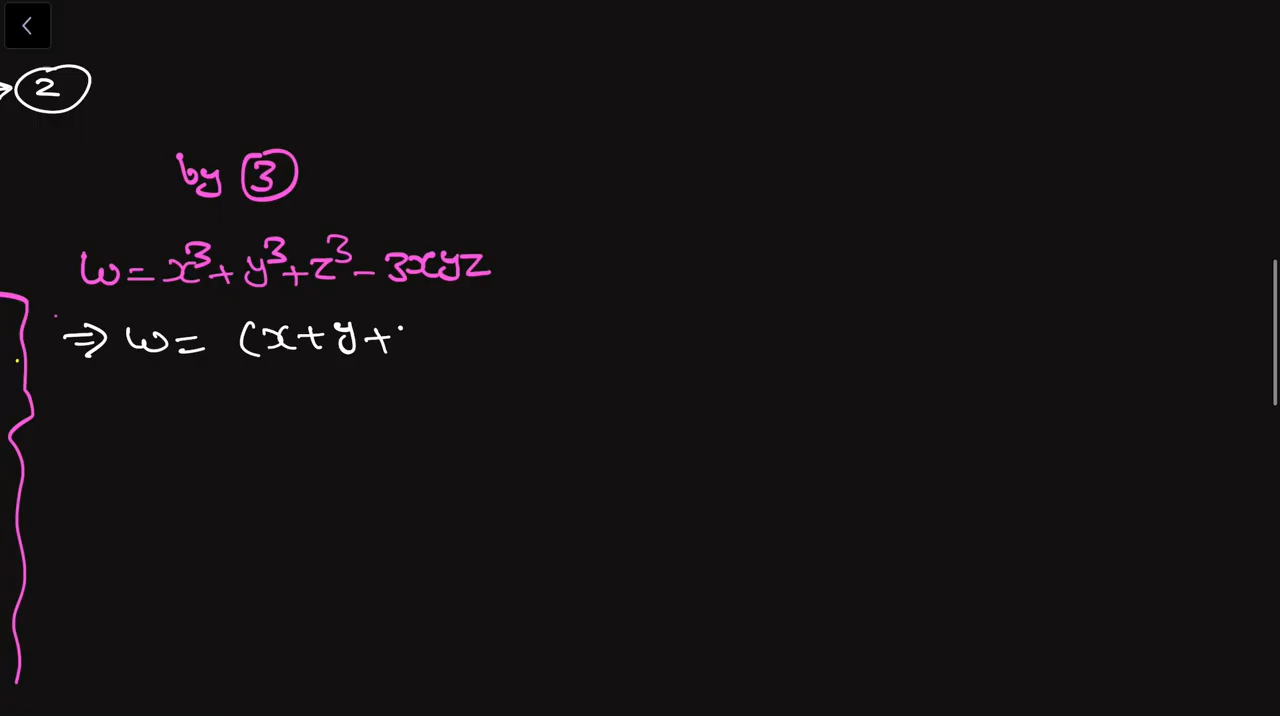 → ②
by ③
w = x³ + y³ + z³ - 3xyz
⇒ w = (x + y +